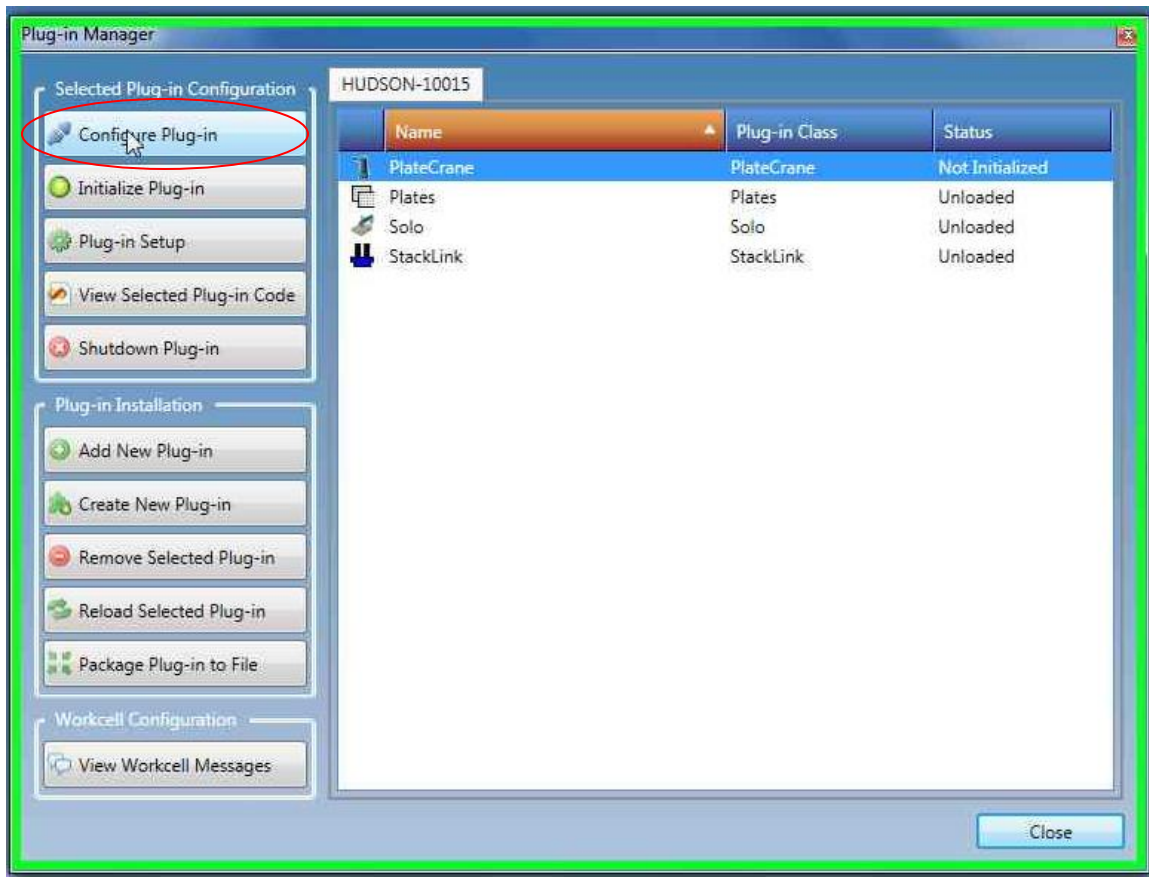 Plug-in Manager
Selected Plug-in Configuration
Configure Plug-in
Initialize Plug-in
Plug-in Setup
View Selected Plug-in Code
Shutdown Plug-in
Plug-in Installation
Add New Plug-in
Create New Plug-in
Remove Selected Plug-in
Reload Selected Plug-in
Package Plug-in to File
Workcell Configuration
View Workcell Messages
HUDSON-10015
Name Plug-in Class Status
PlateCrane PlateCrane Not Initialized
Plates Plates Unloaded
Solo Solo Unloaded
StackLink StackLink Unloaded
Close